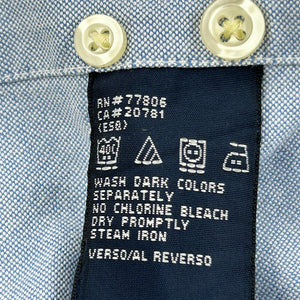 RN#77806
CA#20781
(ES8)
40C
WASH DARK COLORS
SEPARATELY
NO CHLORINE BLEACH
DRY PROMPTLY
STEAM IRON
VERSO/AL REVERSO